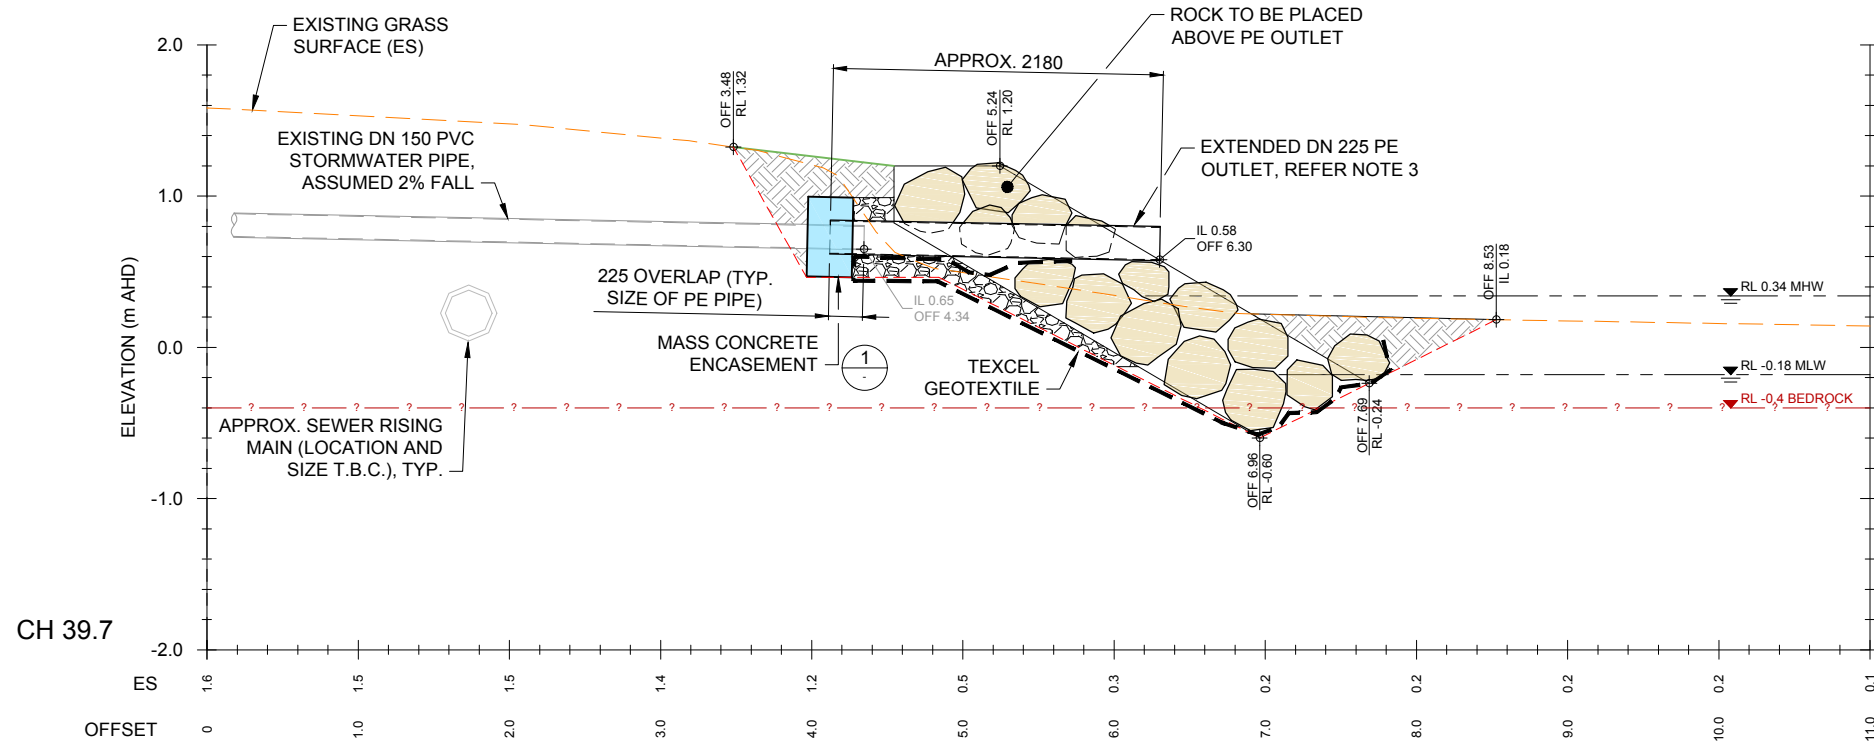 EXISTING GRASS
SURFACE (ES)
ROCK TO BE PLACED
ABOVE PE OUTLET
APPROX. 2180
OFF 3.48
RL 1.32
OFF 5.24
RL 1.20
EXISTING DN 150 PVC
STORMWATER PIPE,
ASSUMED 2% FALL
EXTENDED DN 225 PE
OUTLET, REFER NOTE 3
IL 0.58
OFF 6.30
OFF 8.53
IL 0.18
225 OVERLAP (TYP.
SIZE OF PE PIPE)
IL 0.65
OFF 4.34
RL 0.34 MHW
MASS CONCRETE
ENCASEMENT
1
-
TEXCEL
GEOTEXTILE
RL -0.18 MLW
RL -0.4 BEDROCK
? ? ? ? ? ? ? ? ? ? ? ? ? ? ? ? ? ? ? ?
APPROX. SEWER RISING
MAIN (LOCATION AND
SIZE T.B.C.), TYP.
OFF 7.69
RL -0.24
OFF 6.96
RL -0.60
ELEVATION (m AHD)
2.0
1.0
0.0
-1.0
-2.0
CH 39.7
ES 1.6 1.5 1.5 1.4 1.2 0.5 0.3 0.2 0.2 0.2 0.2 0.1
OFFSET 0 1.0 2.0 3.0 4.0 5.0 6.0 7.0 8.0 9.0 10.0 11.0